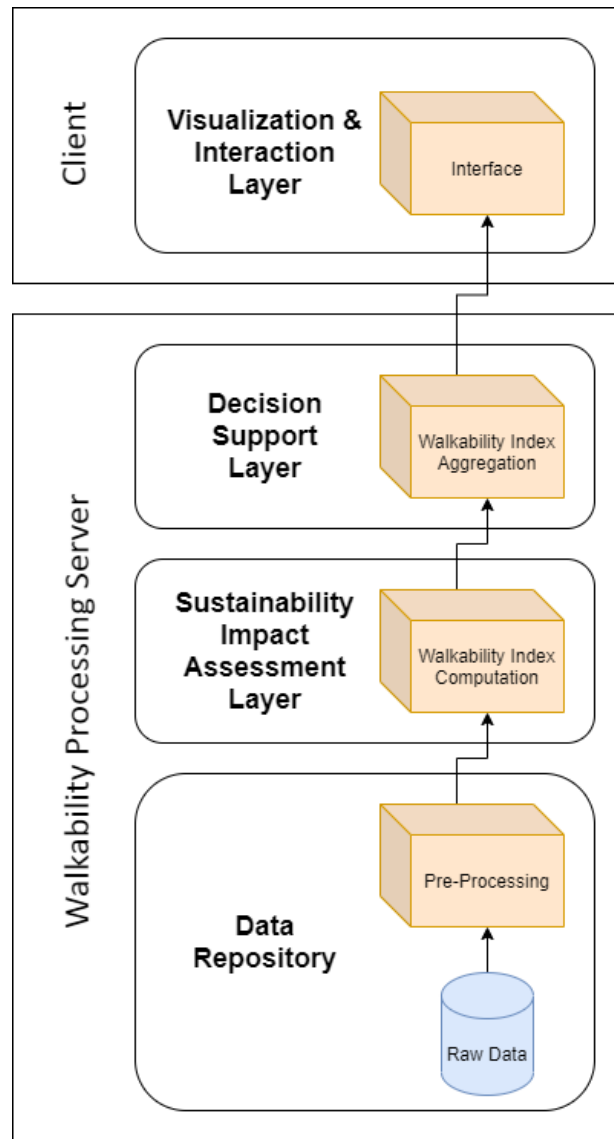 Client
Visualization &
Interaction
Layer
Interface
Walkability Processing Server
Decision
Support
Layer
Walkability Index
Aggregation
Sustainability
Impact
Assessment
Layer
Walkability Index
Computation
Data
Repository
Pre-Processing
Raw Data